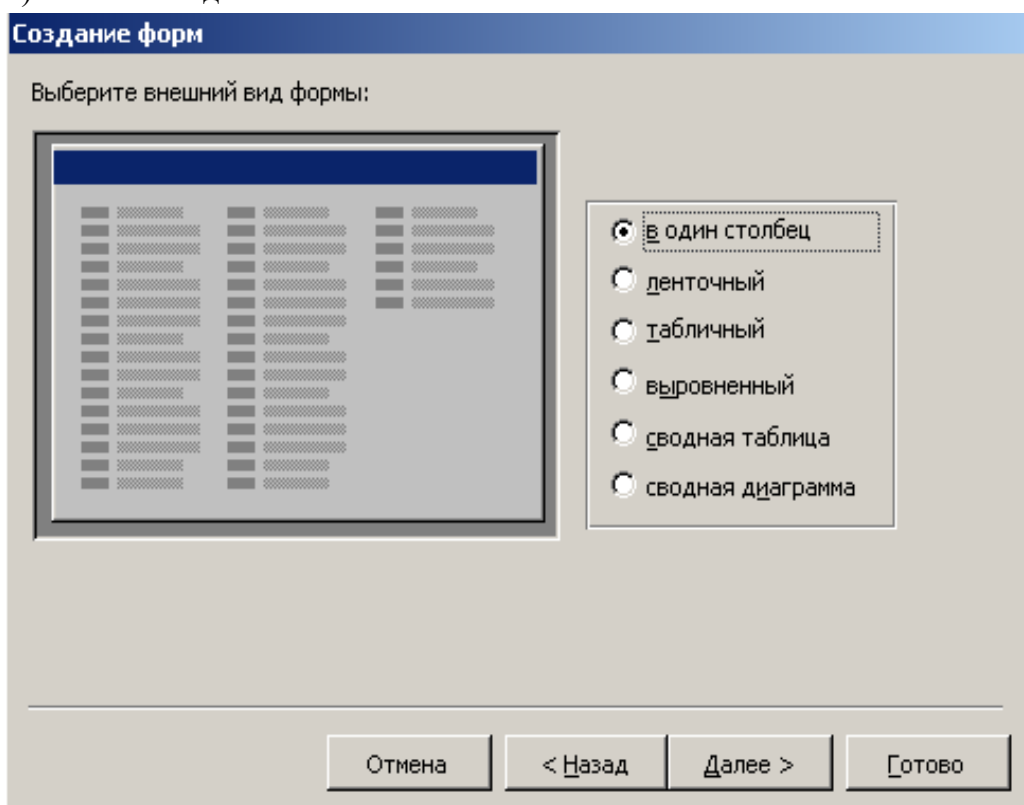 Создание форм
Выберите внешний вид формы:
в один столбец
ленточный
табличный
выровненный
сводная таблица
сводная диаграмма
Отмена
< Назад
Далее >
Готово